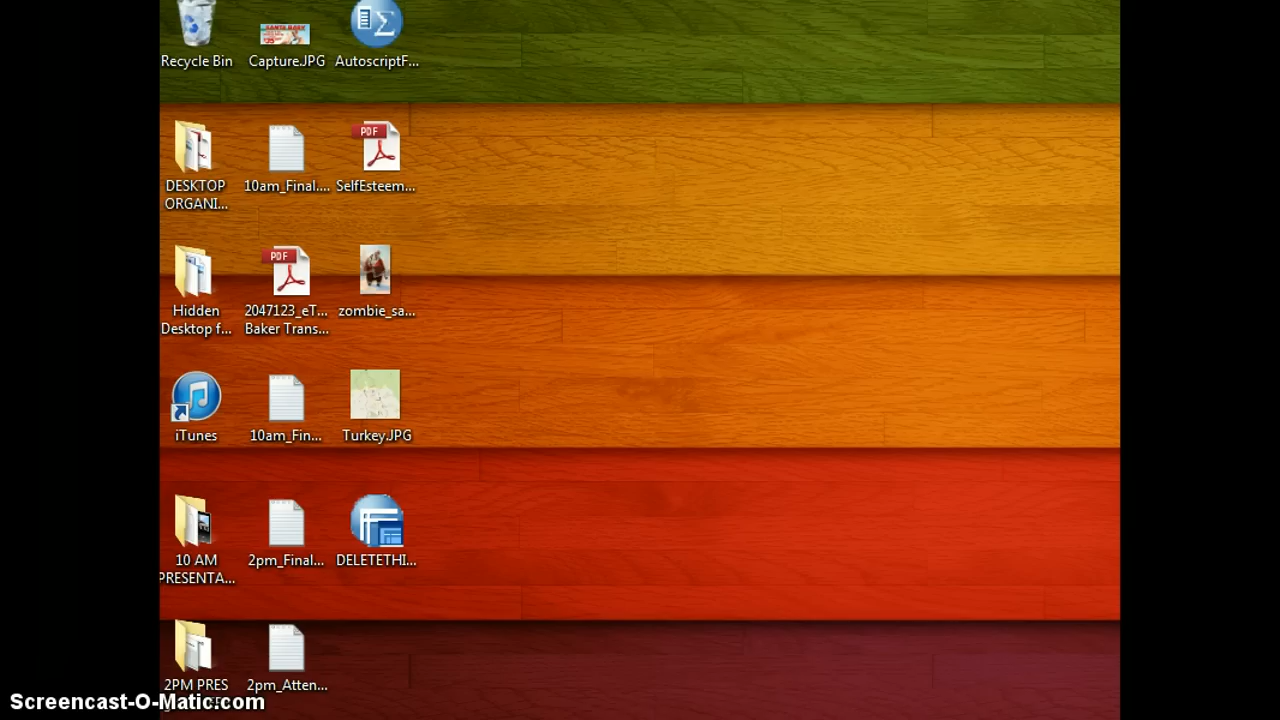 Recycle Bin
Capture.JPG
AutoscriptF...
DESKTOP
ORGANI...
10am_Final....
PDF
SelfEsteem...
Hidden
Desktop f...
PDF
2047123_eT...
Baker Trans...
zombie_sa...
iTunes
10am_Fin...
Turkey.JPG
10 AM
PRESENTA...
2pm_Final...
DELETETHI...
2PM PRES
2pm_Atten...
Screencast-O-Matic.com